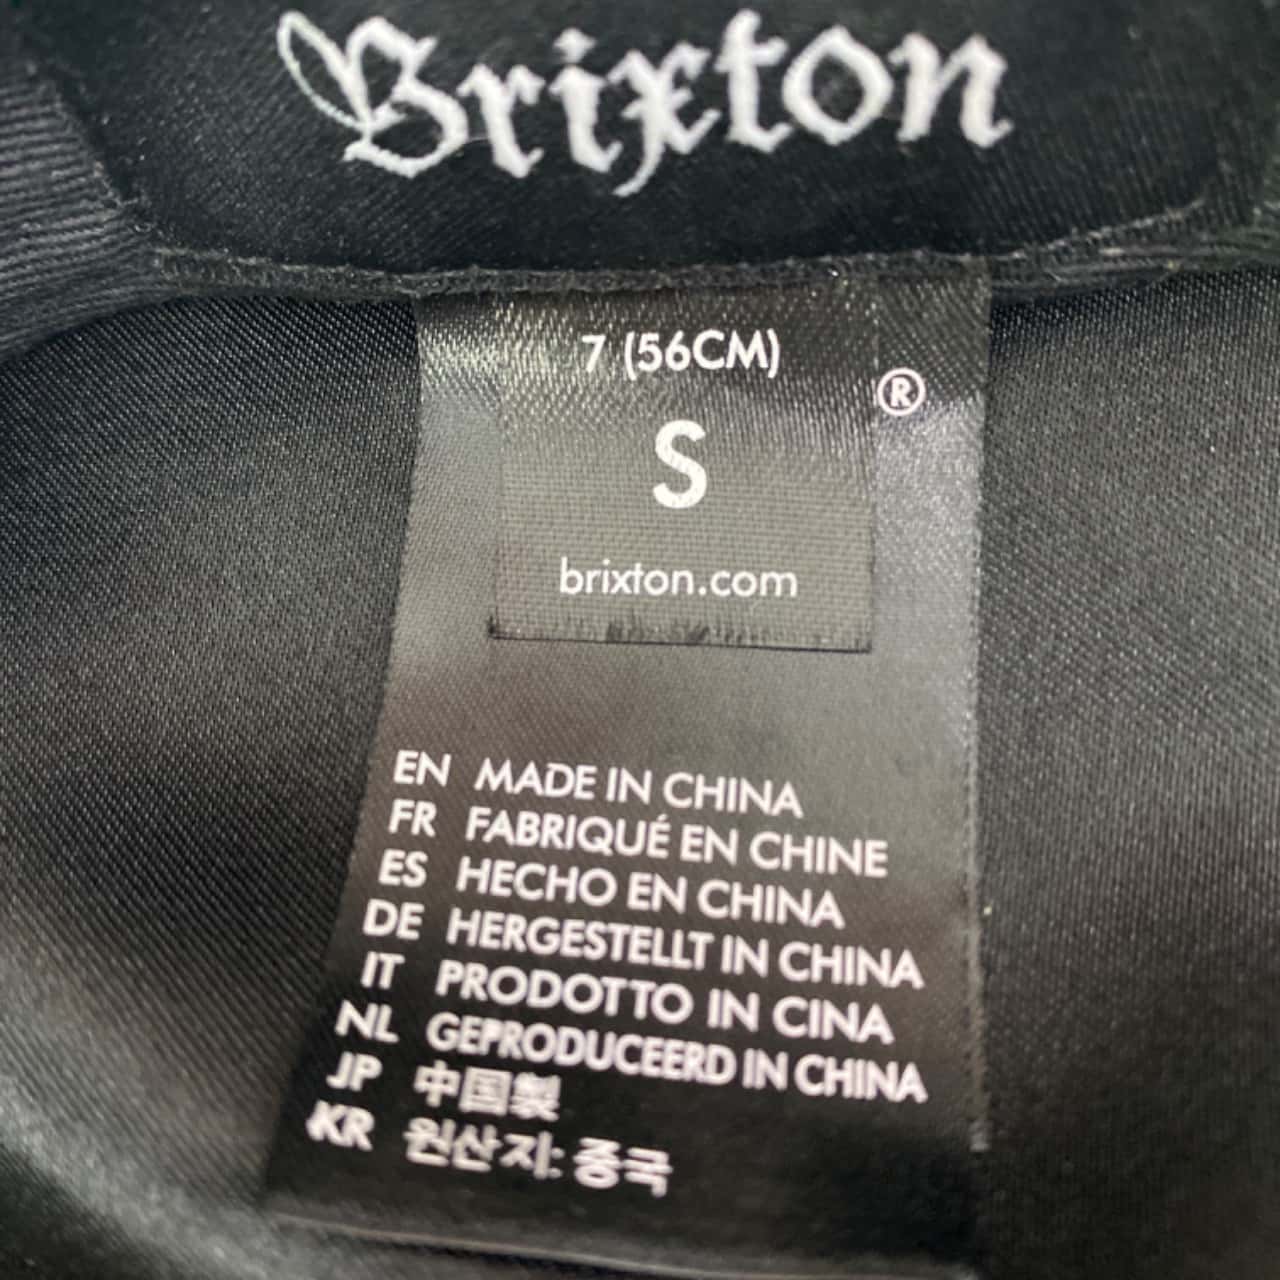 Brixton
7 (56CM)
®
S
brixton.com
EN MADE IN CHINA
FR FABRIQUÉ EN CHINE
ES HECHO EN CHINA
DE HERGESTELLT IN CHINA
IT PRODOTTO IN CINA
NL GEPRODUCEERD IN CHINA
JP 中国製
KR 원산지: 중국